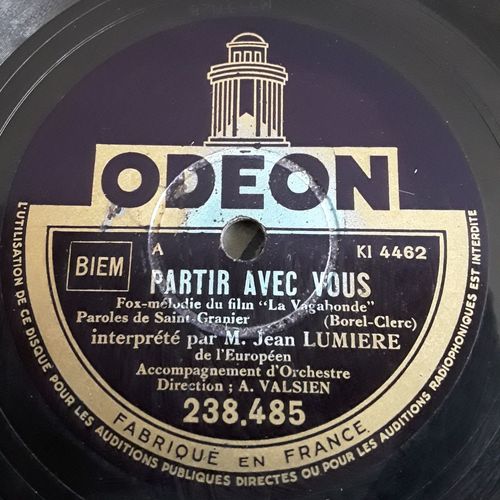 ODEON
BIEM
A
KI 4462
PARTIR AVEC VOUS
Fox-mélodie du film "La Vagabonde"
Paroles de Saint-Granier (Borel-Clerc)
interprété par M. Jean LUMIERE
de l'Européen
Accompagnement d'Orchestre
Direction ; A. VALSIEN
238.485
FABRIQUÉ EN FRANCE
L'UTILISATION DE CE DISQUE POUR LES AUDITIONS PUBLIQUES DIRECTES OU POUR LES AUDITIONS RADIOPHONIQUES EST INTERDITE